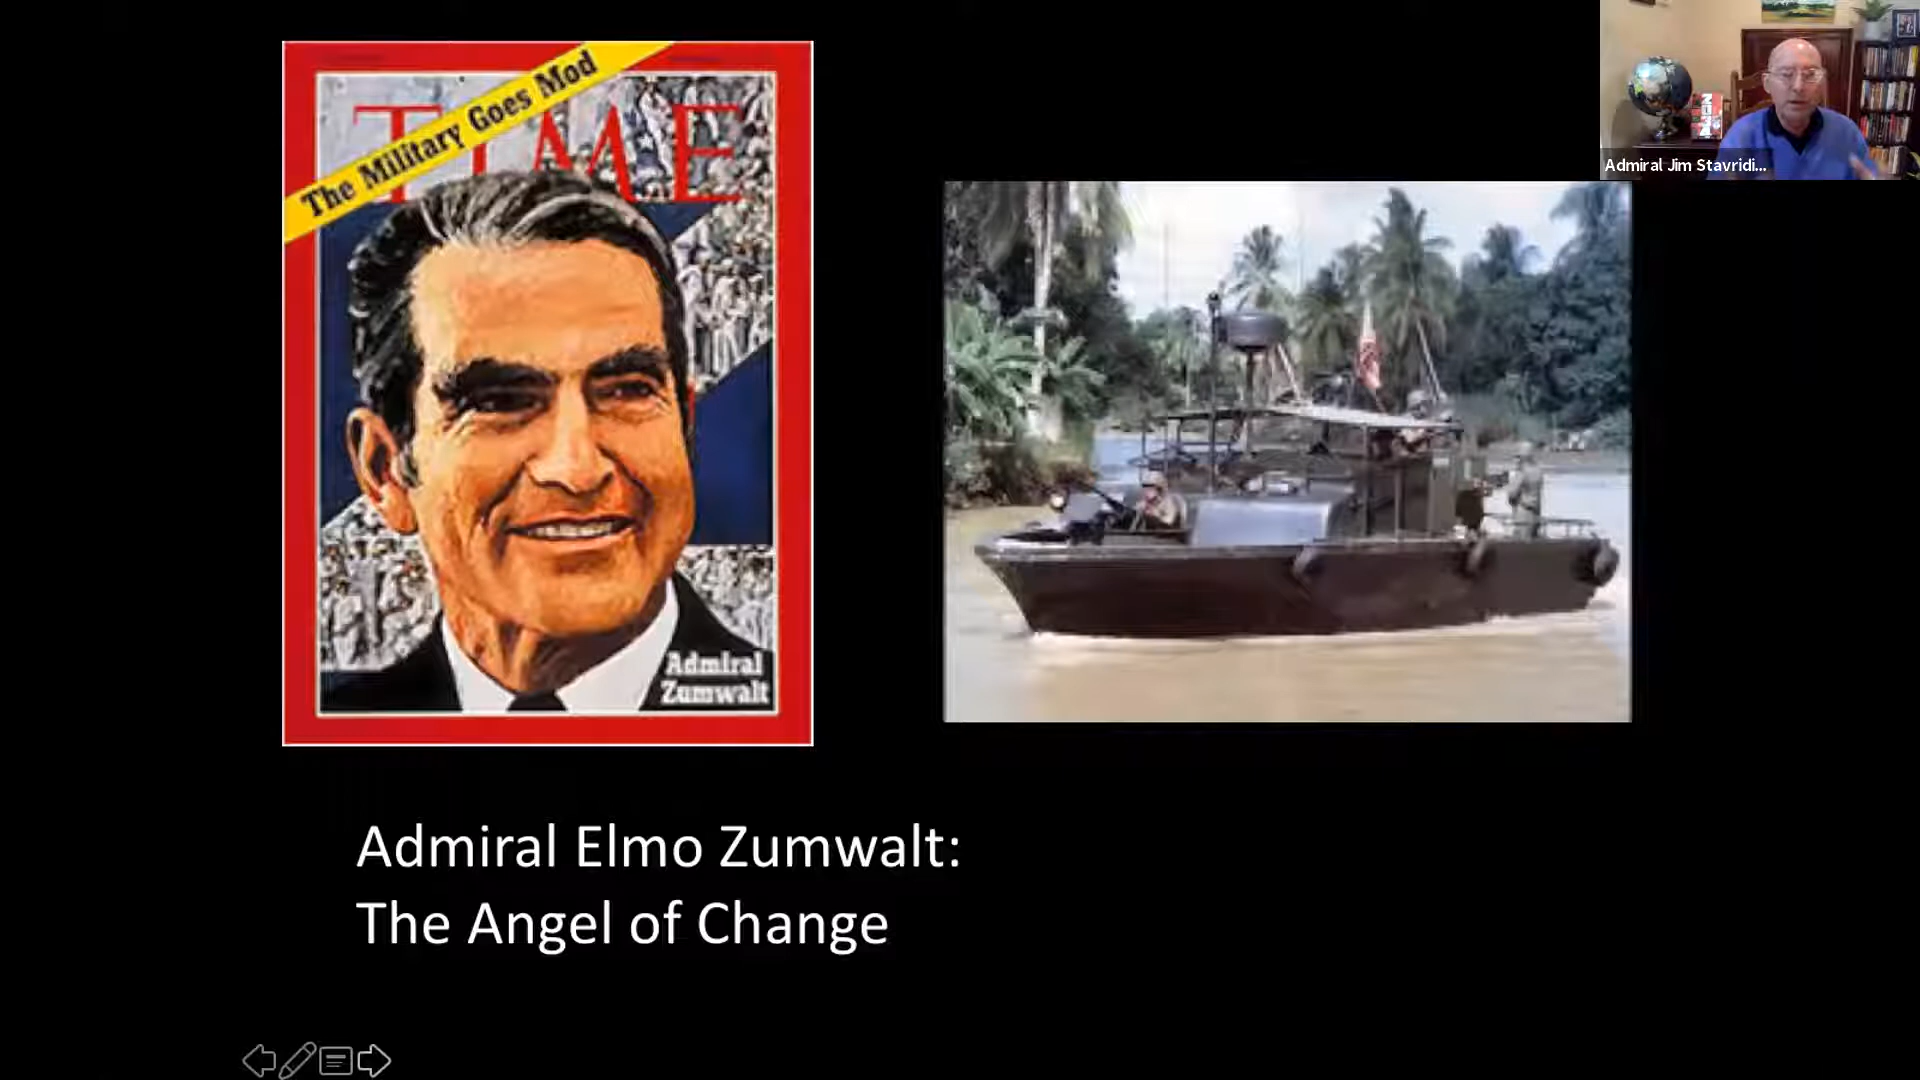 The Military Goes Mod
TIME
Admiral
Zumwalt
Admiral Jim Stavridi...
Admiral Elmo Zumwalt:
The Angel of Change